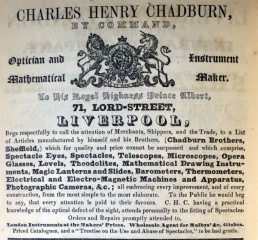 CHARLES HENRY CHADBURN,
BY COMMAND,
Optician and Instrument
Mathematical Maker.
To His Royal Highness Prince Albert,
71, LORD-STREET,
LIVERPOOL,
Begs respectfully to call the attention of Merchants, Shippers, and the Trade, to a List
of Articles manufactured by himself and his Brothers, (Chadburn Brothers,
Sheffield,) which for quality and price cannot be surpassed and which comprise,
Spectacle Eyes, Spectacles, Telescopes, Microscopes, Opera
Glasses, Levels, Theodolites, Mathematical Drawing Instru-
ments, Magic Lanterns and Slides, Barometers, Thermometers,
Electrical and Electro-Magnetic Machines and Apparatus,
Photographic Cameras, &c.; all embracing every improvement, and of every
construction, from the most simple to the most elaborate. To the Public he would beg
to say, that every attention is paid to their favours. C. H. C. having a practical
knowledge of the optical defect of the sight, attends personally to the fitting of Spectacles.
Orders and Repairs promptly attended to.
London Instruments at the Makers' Prices. Wholesale Agent for Malby's &c. Globes.
Priced Catalogues, and a "Treatise on the Use and Abuse of Spectacles," to be had gratis.